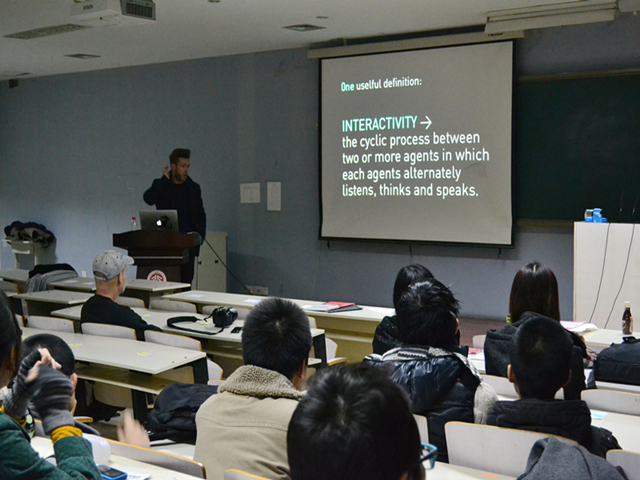 One uselful definition:
INTERACTIVITY →
the cyclic process between
two or more agents in which
each agents alternately
listens, thinks and speaks.